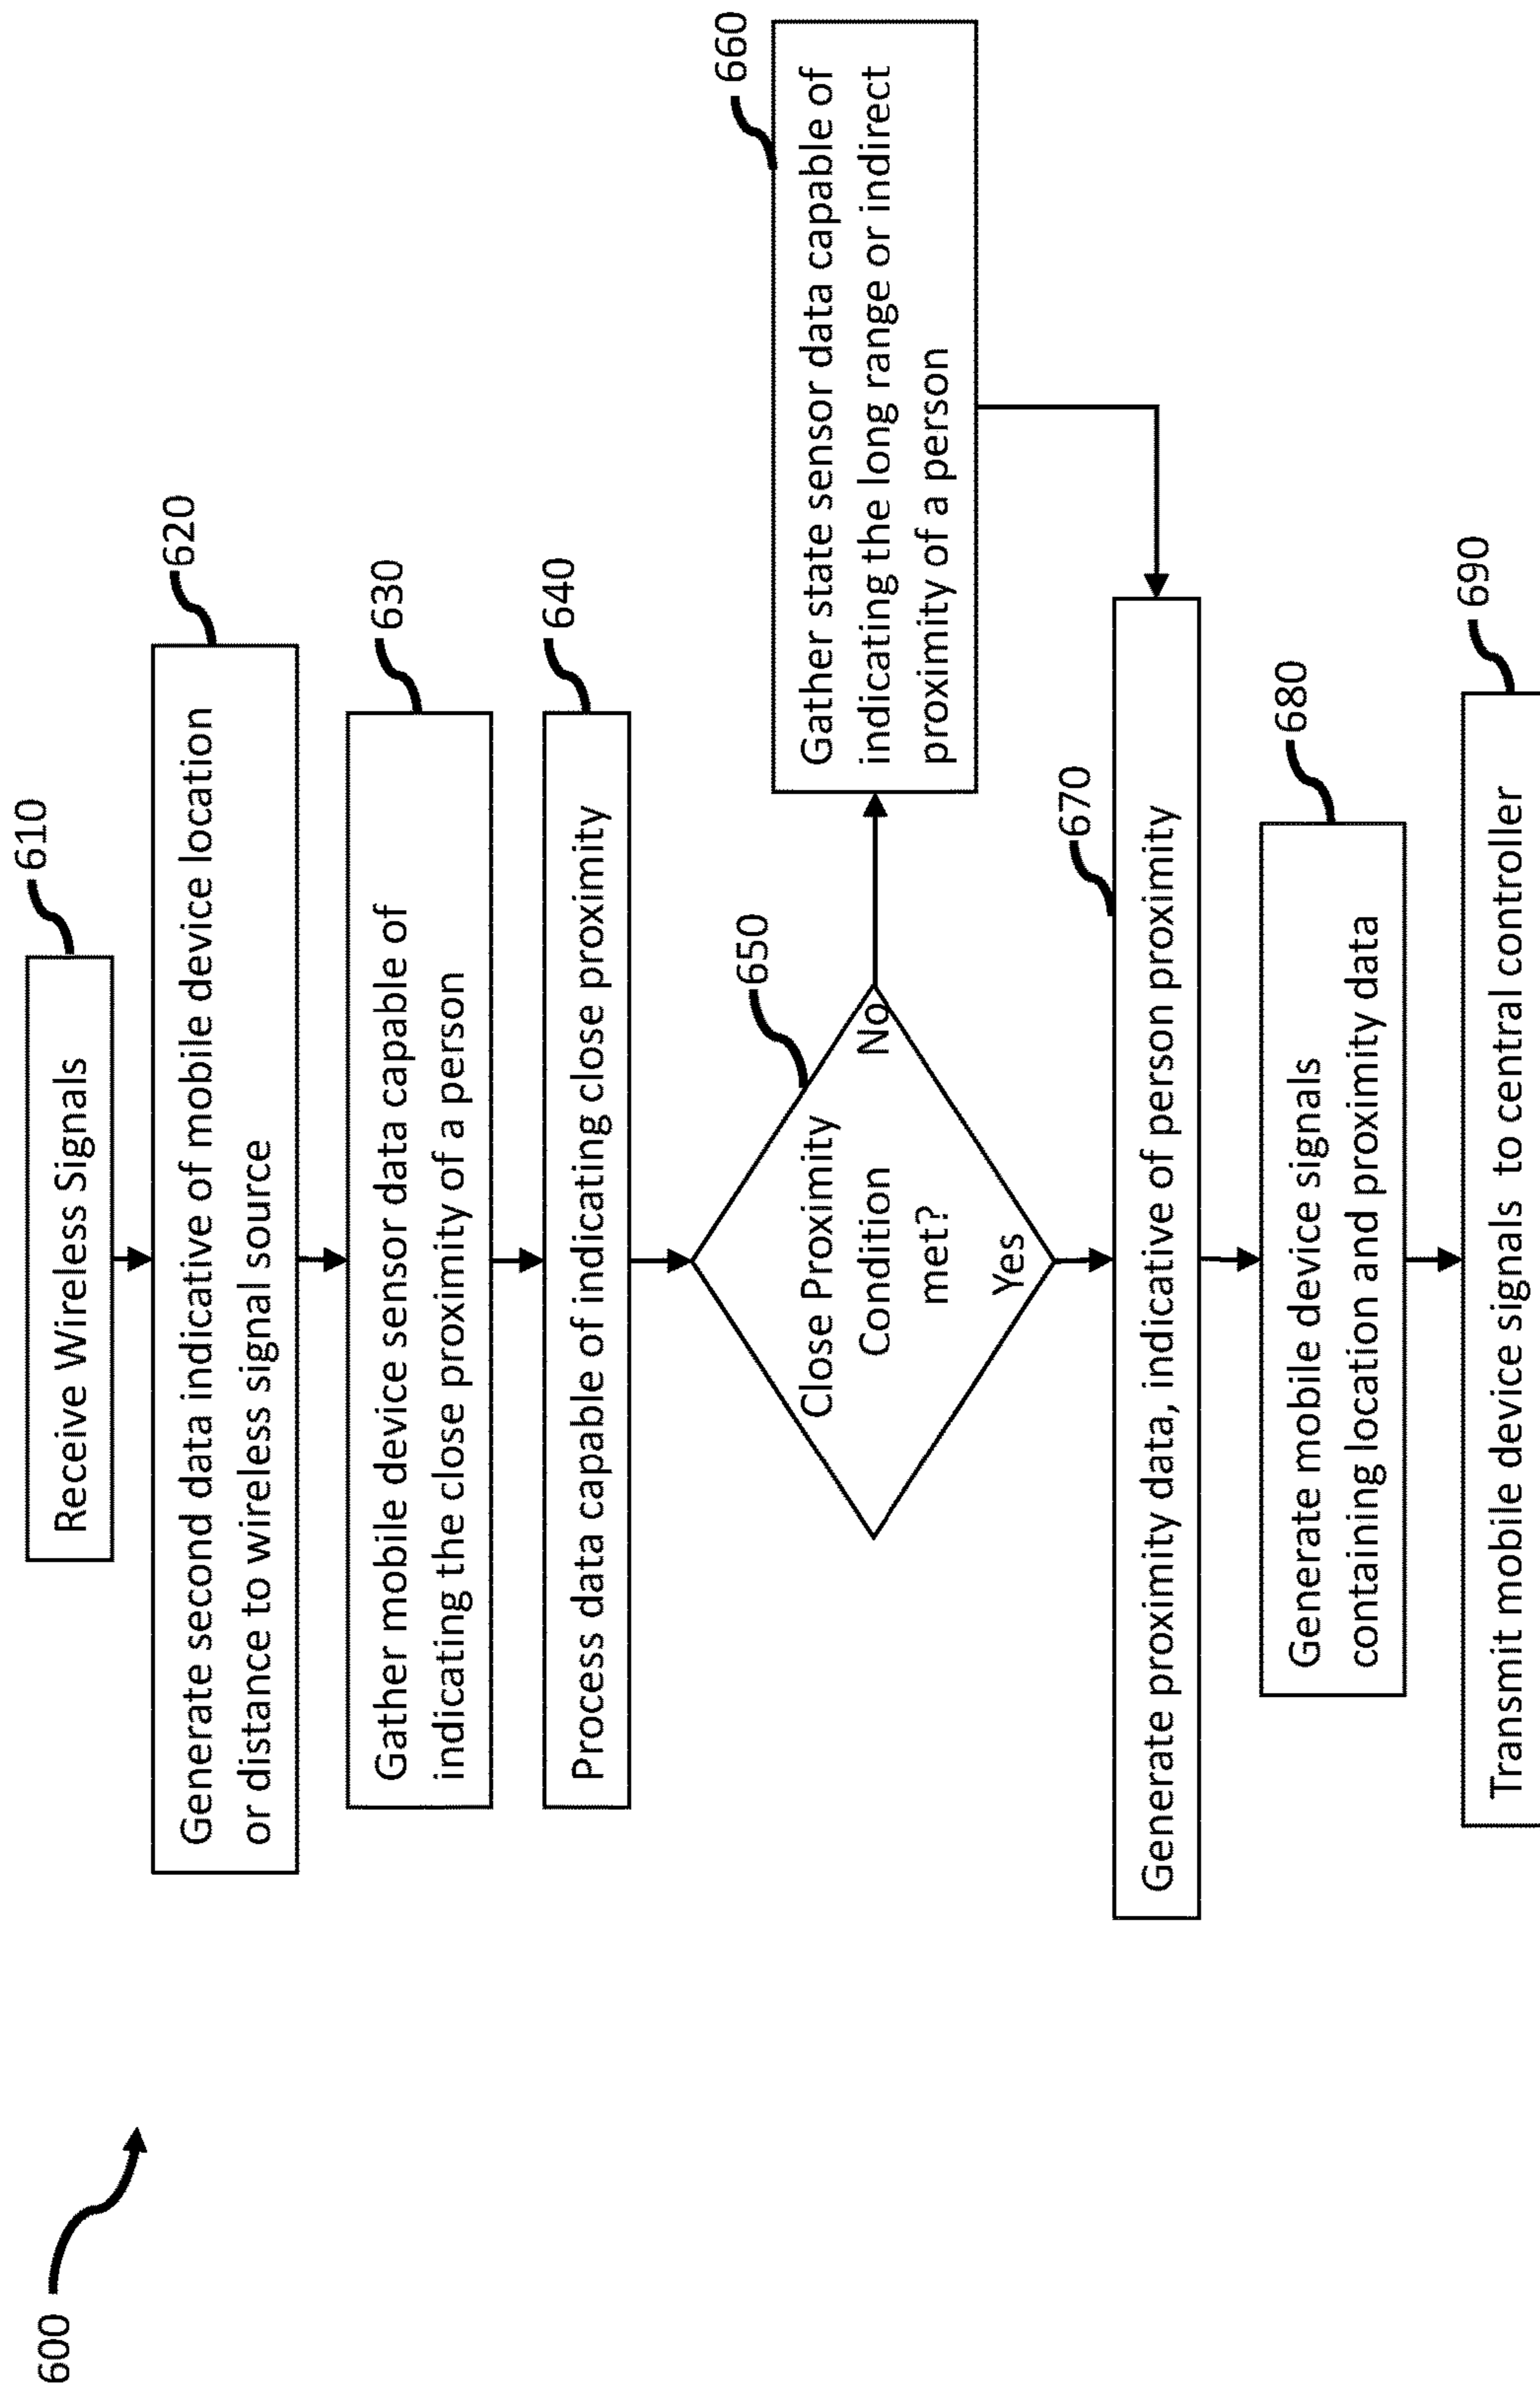 600
610
Receive Wireless Signals
620
Generate second data indicative of mobile device location
or distance to wireless signal source
630
Gather mobile device sensor data capable of
indicating the close proximity of a person
640
Process data capable of indicating close proximity
650
Close Proximity
Condition
met?
No
Yes
660
Gather state sensor data capable of
indicating the long range or indirect
proximity of a person
670
Generate proximity data, indicative of person proximity
680
Generate mobile device signals
containing location and proximity data
690
Transmit mobile device signals to central controller